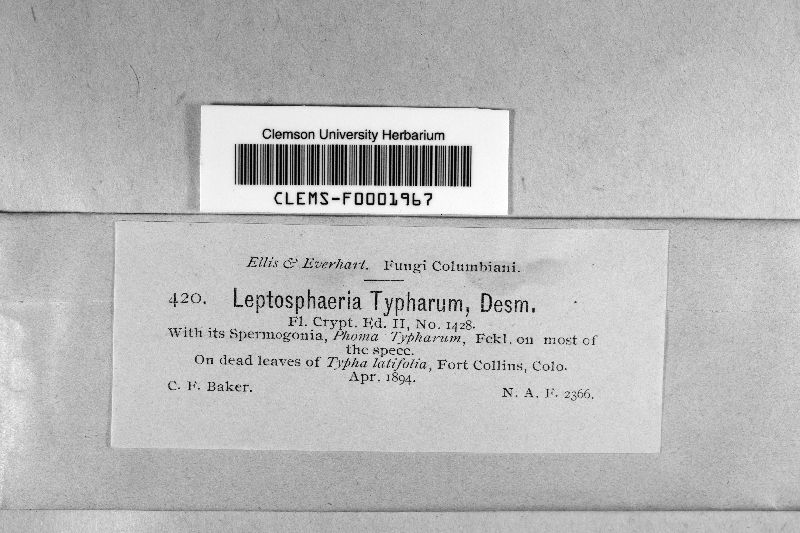 Clemson University Herbarium
CLEMS-F0001967
Ellis & Everhart. Fungi Columbiani.
420. Leptosphaeria Typharum, Desm.
Fl. Crypt. Ed. II, No. 1428.
With its Spermogonia, Phoma Typharum, Fckl. on most of
the specc.
On dead leaves of Typha latifolia, Fort Collins, Colo.
Apr. 1894.
C. F. Baker.
N. A. F. 2366.